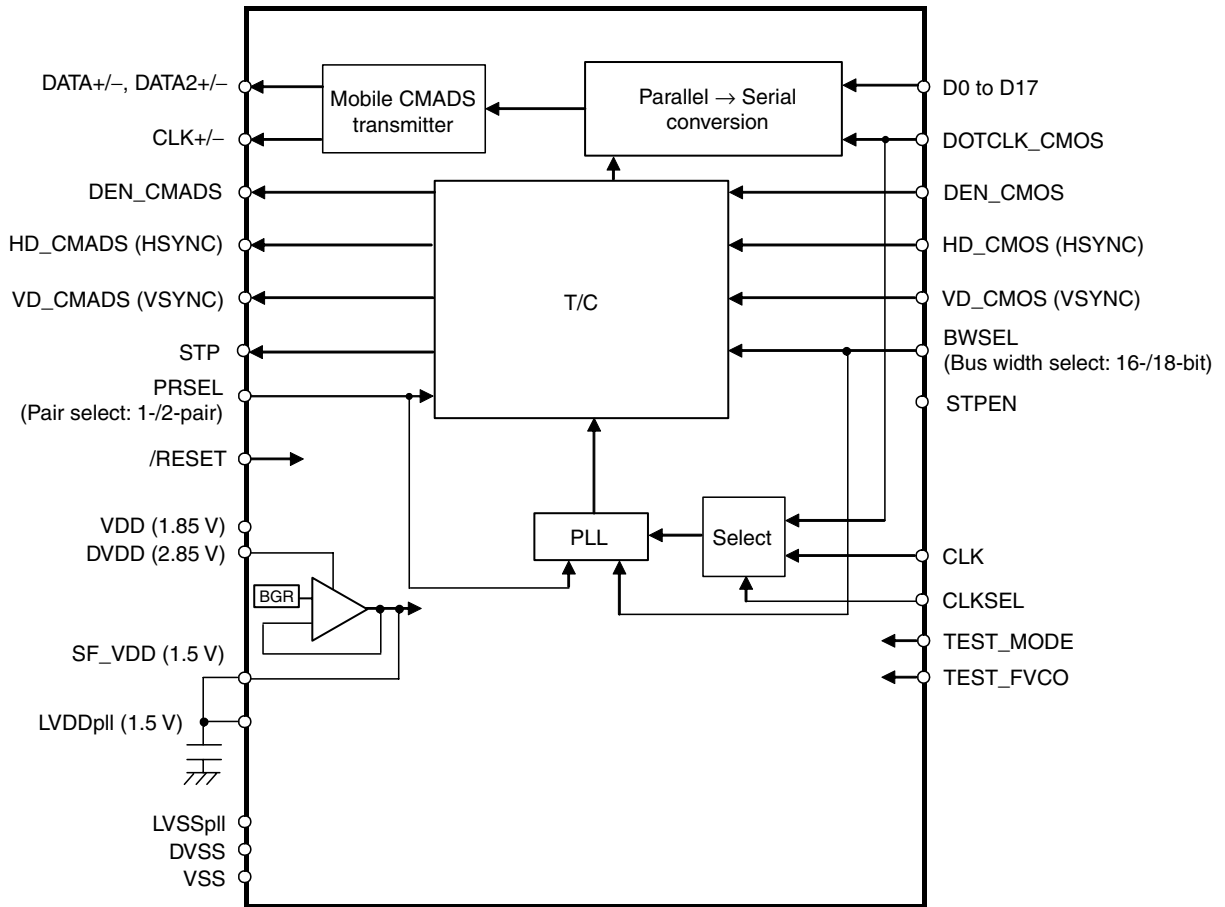 DATA+/−, DATA2+/−
CLK+/−
DEN_CMADS
HD_CMADS (HSYNC)
VD_CMADS (VSYNC)
STP
PRSEL
(Pair select: 1-/2-pair)
/RESET
VDD (1.85 V)
DVDD (2.85 V)
BGR
SF_VDD (1.5 V)
LVDDpll (1.5 V)
LVSSpll
DVSS
VSS
Mobile CMADS
transmitter
Parallel → Serial
conversion
T/C
PLL
Select
D0 to D17
DOTCLK_CMOS
DEN_CMOS
HD_CMOS (HSYNC)
VD_CMOS (VSYNC)
BWSEL
(Bus width select: 16-/18-bit)
STPEN
CLK
CLKSEL
TEST_MODE
TEST_FVCO